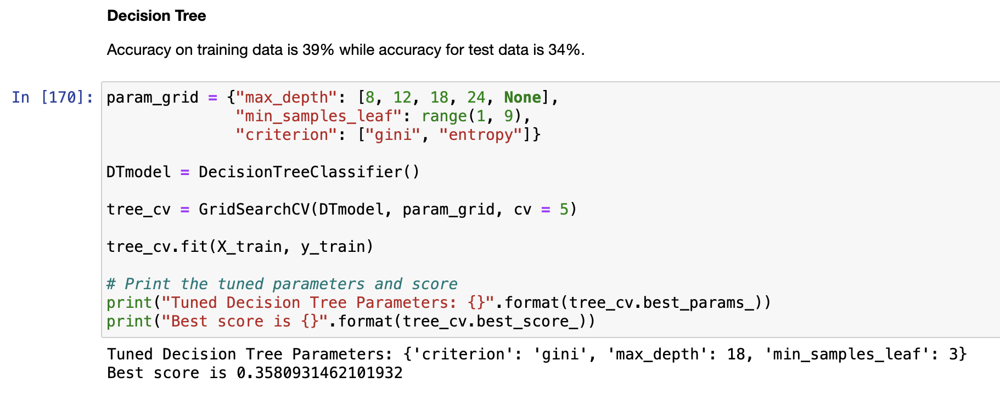 Decision Tree
Accuracy on training data is 39% while accuracy for test data is 34%.
In [170]: param_grid = {"max_depth": [8, 12, 18, 24, None],
"min_samples_leaf": range(1, 9),
"criterion": ["gini", "entropy"]}
DTmodel = DecisionTreeClassifier()
tree_cv = GridSearchCV(DTmodel, param_grid, cv = 5)
tree_cv.fit(X_train, y_train)
# Print the tuned parameters and score
print("Tuned Decision Tree Parameters: {}".format(tree_cv.best_params_))
print("Best score is {}".format(tree_cv.best_score_))
Tuned Decision Tree Parameters: {'criterion': 'gini', 'max_depth': 18, 'min_samples_leaf': 3}
Best score is 0.3580931462101932